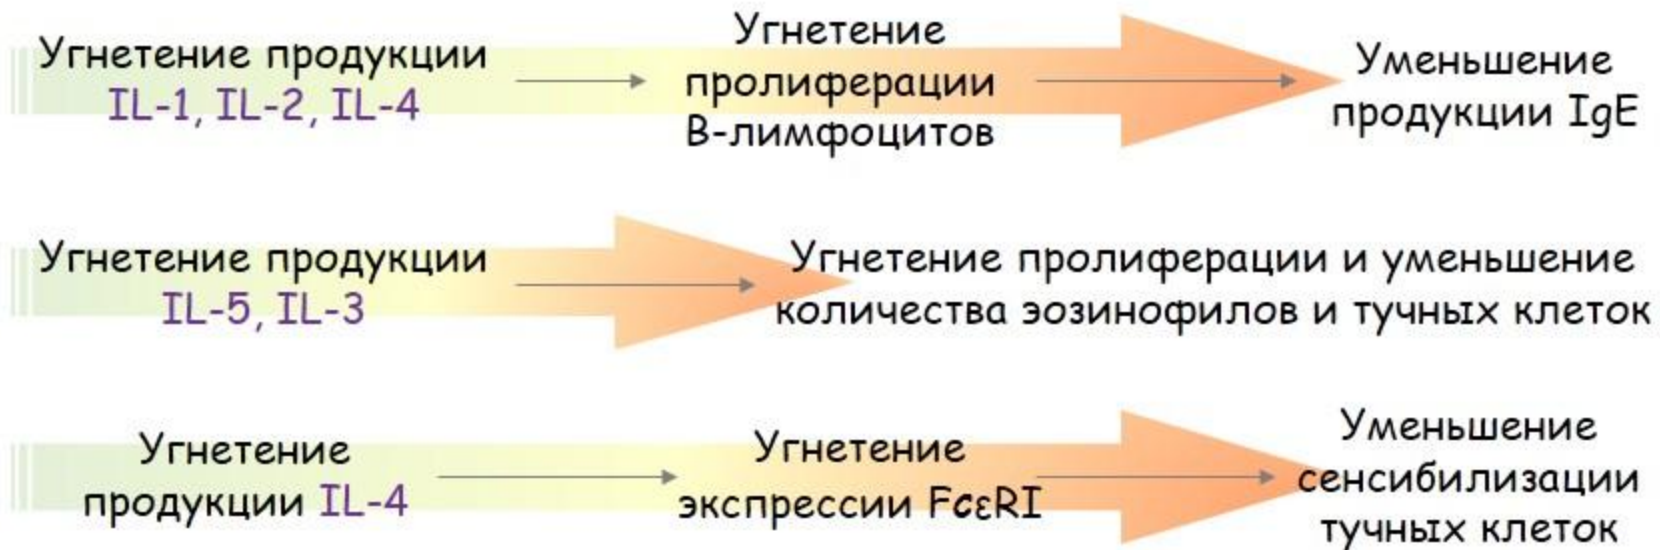 Угнетение продукции
IL-1, IL-2, IL-4
Угнетение
пролиферации
В-лимфоцитов
Уменьшение
продукции IgE
Угнетение продукции
IL-5, IL-3
Угнетение пролиферации и уменьшение
количества эозинофилов и тучных клеток
Угнетение
продукции IL-4
Угнетение
экспрессии FcεRI
Уменьшение
сенсибилизации
тучных клеток